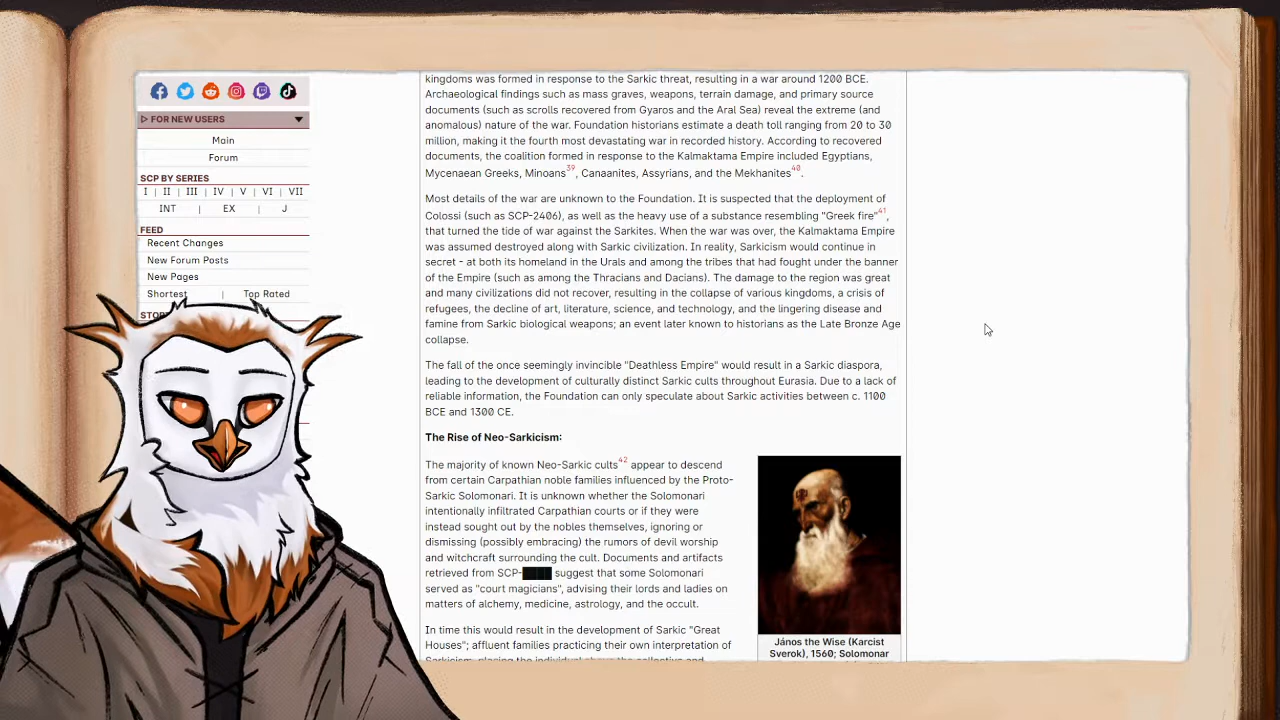 ▷ FOR NEW USERS
Main
Forum
SCP BY SERIES
I | II | III | IV | V | VI | VII
INT | EX | J
FEED
Recent Changes
New Forum Posts
New Pages
Shortest | Top Rated
kingdoms was formed in response to the Sarkic threat, resulting in a war around 1200 BCE.
Archaeological findings such as mass graves, weapons, terrain damage, and primary source
documents (such as scrolls recovered from Gyaros and the Aral Sea) reveal the extreme (and
anomalous) nature of the war. Foundation historians estimate a death toll ranging from 20 to 30
million, making it the fourth most devastating war in recorded history. According to recovered
documents, the coalition formed in response to the Kalmaktama Empire included Egyptians,
Mycenaean Greeks, Minoans39, Canaanites, Assyrians, and the Mekhanites40.
Most details of the war are unknown to the Foundation. It is suspected that the deployment of
Colossi (such as SCP-2406), as well as the heavy use of a substance resembling "Greek fire"41,
that turned the tide of war against the Sarkites. When the war was over, the Kalmaktama Empire
was assumed destroyed along with Sarkic civilization. In reality, Sarkicism would continue in
secret - at both its homeland in the Urals and among the tribes that had fought under the banner
of the Empire (such as among the Thracians and Dacians). The damage to the region was great
and many civilizations did not recover, resulting in the collapse of various kingdoms, a crisis of
refugees, the decline of art, literature, science, and technology, and the lingering disease and
famine from Sarkic biological weapons; an event later known to historians as the Late Bronze Age
collapse.
The fall of the once seemingly invincible "Deathless Empire" would result in a Sarkic diaspora,
leading to the development of culturally distinct Sarkic cults throughout Eurasia. Due to a lack of
reliable information, the Foundation can only speculate about Sarkic activities between c. 1100
BCE and 1300 CE.
The Rise of Neo-Sarkicism:
The majority of known Neo-Sarkic cults42 appear to descend
from certain Carpathian noble families influenced by the Proto-
Sarkic Solomonari. It is unknown whether the Solomonari
intentionally infiltrated Carpathian courts or if they were
instead sought out by the nobles themselves, ignoring or
dismissing (possibly embracing) the rumors of devil worship
and witchcraft surrounding the cult. Documents and artifacts
retrieved from SCP-████ suggest that some Solomonari
served as "court magicians", advising their lords and ladies on
matters of alchemy, medicine, astrology, and the occult.
In time this would result in the development of Sarkic "Great
Houses"; affluent families practicing their own interpretation of
János the Wise (Karcist
Sverok), 1560; Solomonar